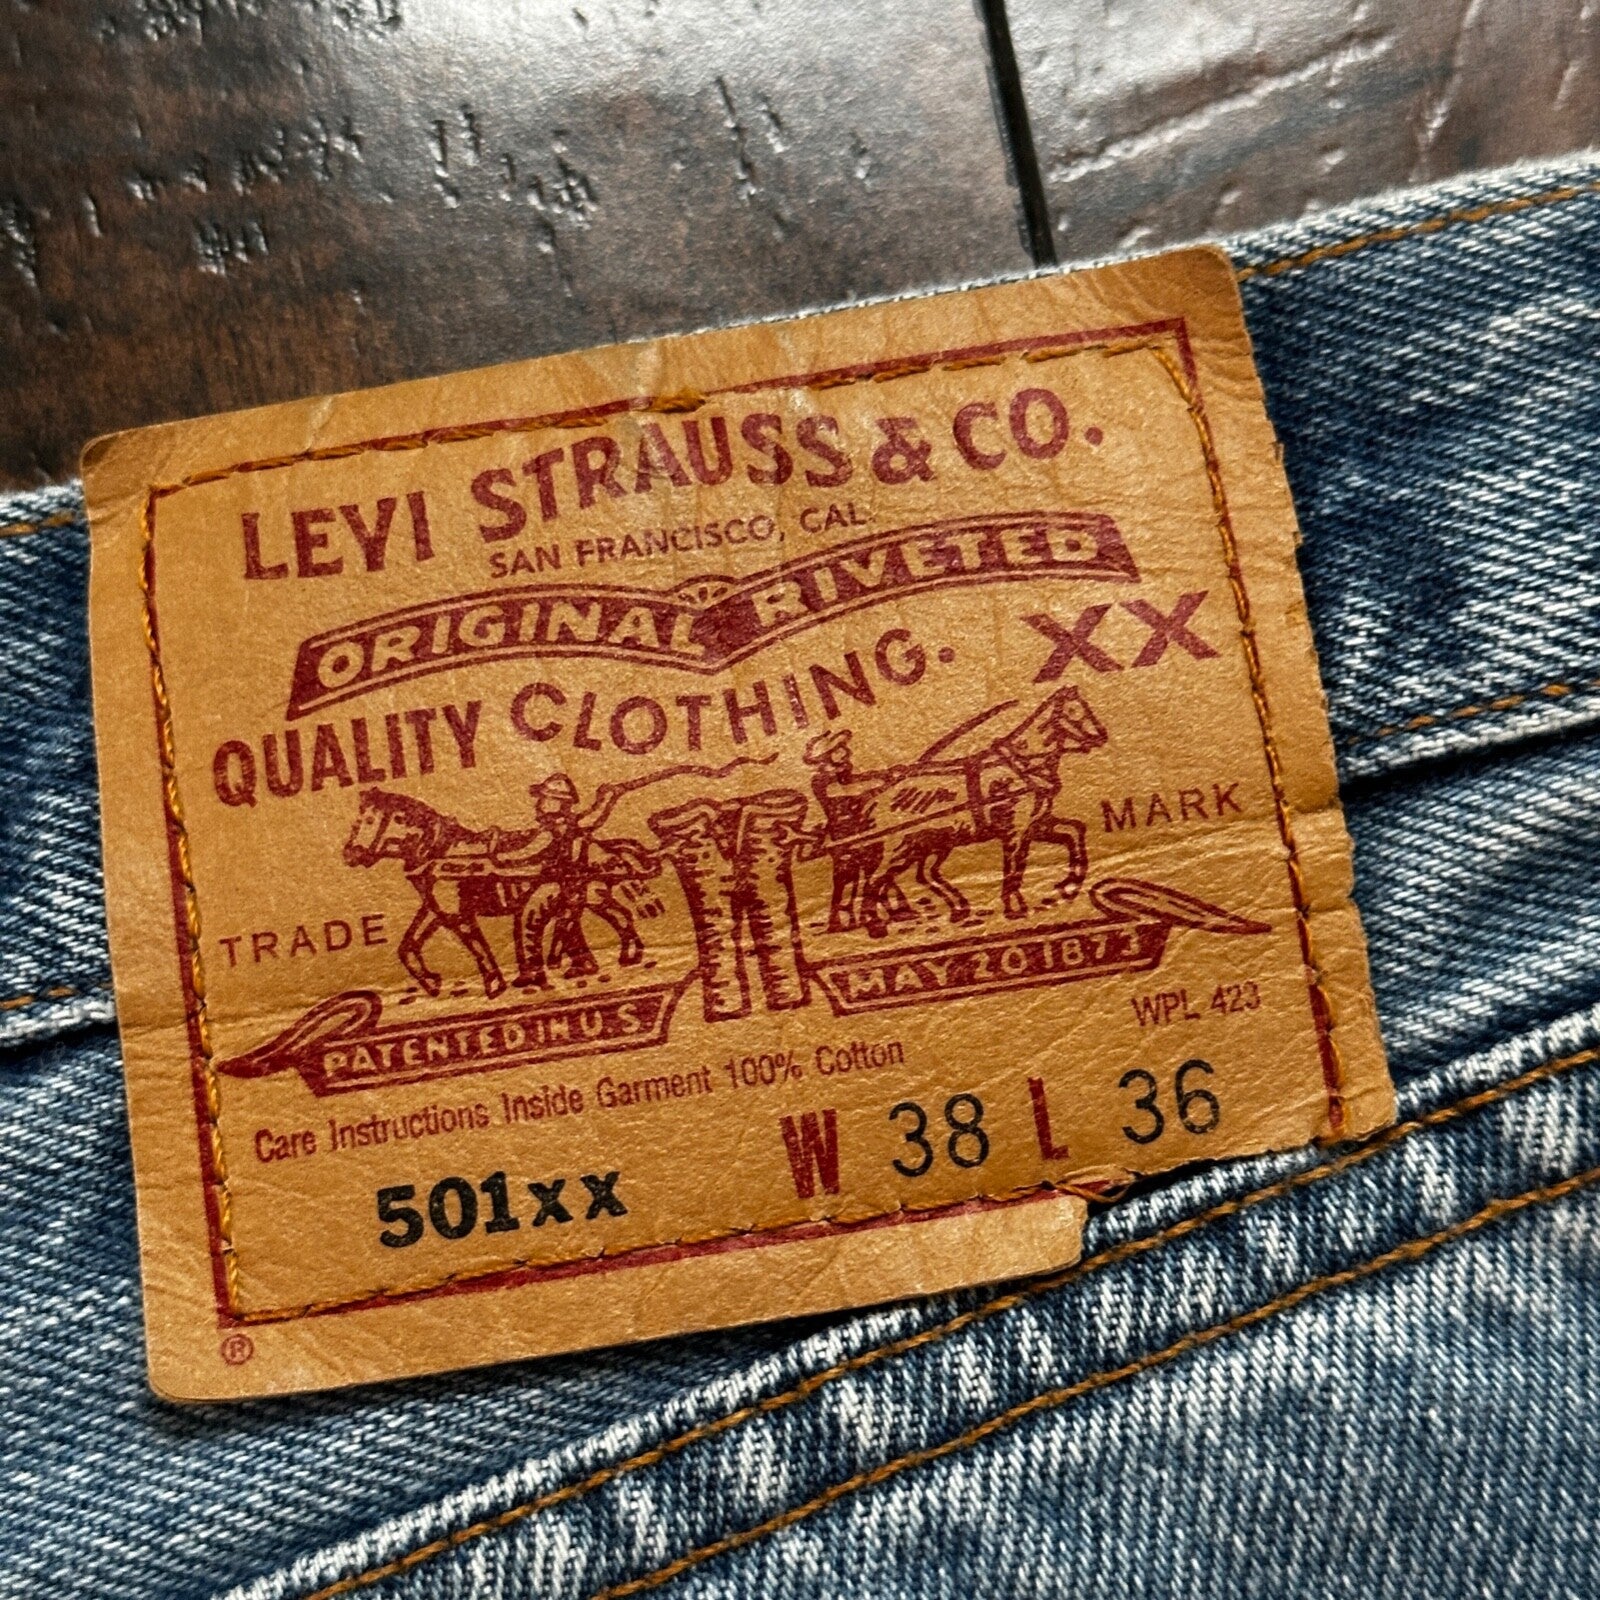 LEVI STRAUSS & CO.
SAN FRANCISCO, CAL.
ORIGINAL RIVETED
QUALITY CLOTHING. XX
TRADE MARK
PATENTED IN U.S. MAY 20 1873
WPL 423
Care Instructions Inside Garment 100% Cotton
501xx W 38 L 36
®